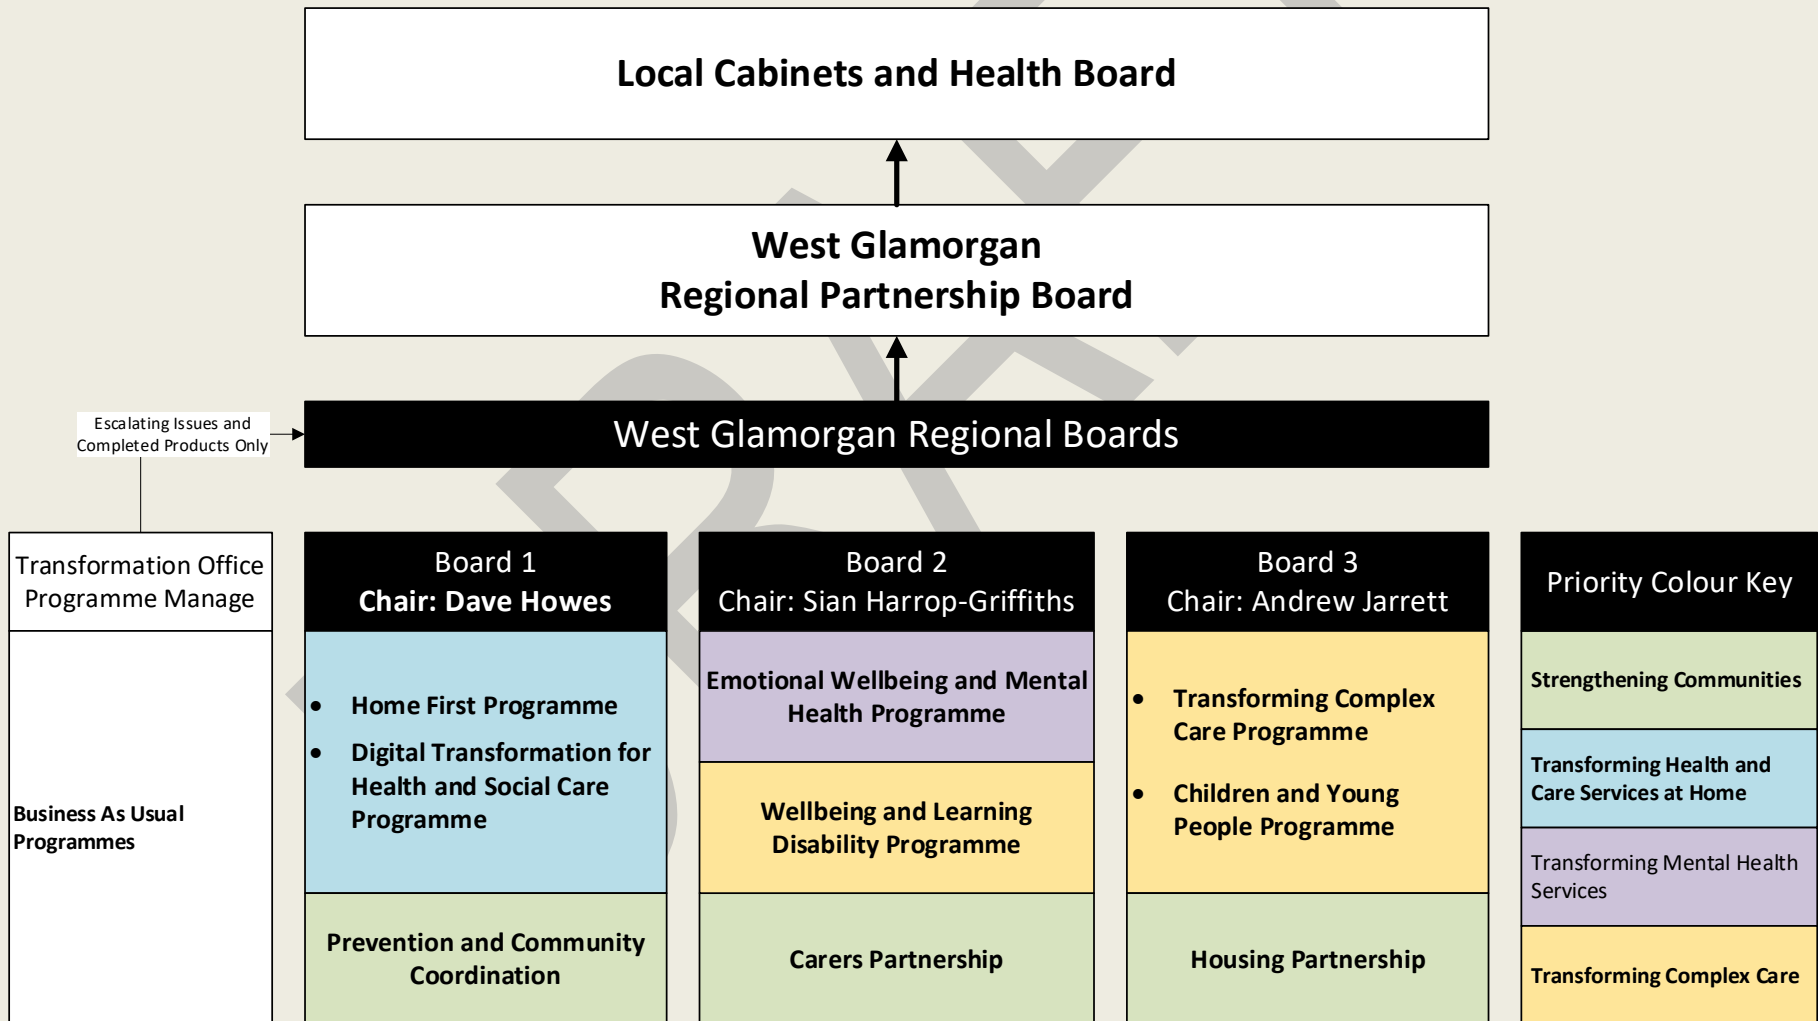 Local Cabinets and Health Board
West Glamorgan
Regional Partnership Board
Escalating Issues and
Completed Products Only
West Glamorgan Regional Boards
Transformation Office
Programme Manage
Business As Usual
Programmes
Board 1
Chair: Dave Howes
• Home First Programme
• Digital Transformation for
Health and Social Care
Programme
Prevention and Community
Coordination
Board 2
Chair: Sian Harrop-Griffiths
Emotional Wellbeing and Mental
Health Programme
Wellbeing and Learning
Disability Programme
Carers Partnership
Board 3
Chair: Andrew Jarrett
• Transforming Complex
Care Programme
• Children and Young
People Programme
Housing Partnership
Priority Colour Key
Strengthening Communities
Transforming Health and
Care Services at Home
Transforming Mental Health
Services
Transforming Complex Care